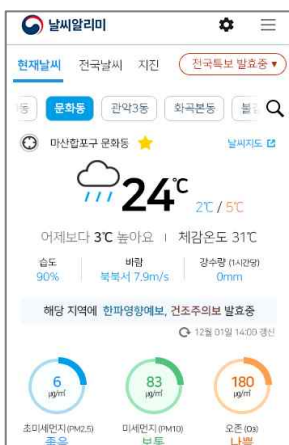 날씨알리미
현재날씨 전국날씨 지진 전국특보 발효중 ▼
문화동 관악3동 화곡본동
마산합포구 문화동 날씨지도
24℃
2℃ / 5℃
어제보다 3℃ 높아요 | 체감온도 31℃
습도 바람 강수량 (1시간당)
90% 북북서 7.9m/s 0mm
해당 지역에 한파영향예보, 건조주의보 발효중
12월 01일 14:00 갱신
6 83 180
μg/㎥ μg/㎥ μg/㎥
초미세먼지(PM2.5) 미세먼지(PM10) 오존(O3)
좋음 보통 나쁨